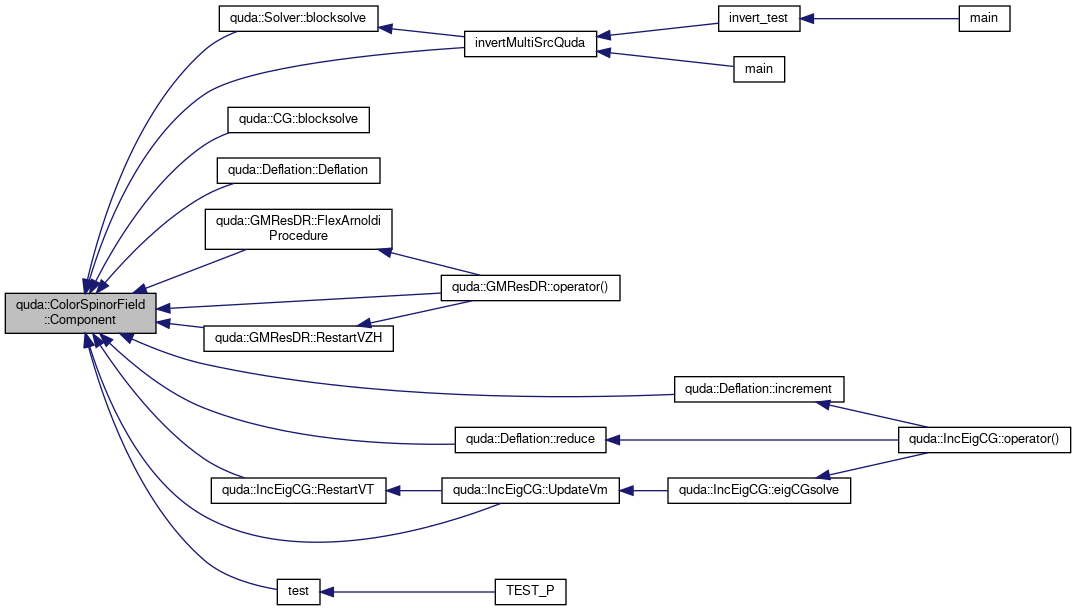 quda::Solver::blocksolve
invert_test
main
invertMultiSrcQuda
main
quda::CG::blocksolve
quda::Deflation::Deflation
quda::GMResDR::FlexArnoldi
Procedure
quda::GMResDR::operator()
quda::ColorSpinorField
::Component
quda::GMResDR::RestartVZH
quda::Deflation::increment
quda::Deflation::reduce
quda::IncEigCG::operator()
quda::IncEigCG::RestartVT
quda::IncEigCG::UpdateVm
quda::IncEigCG::eigCGsolve
test
TEST_P